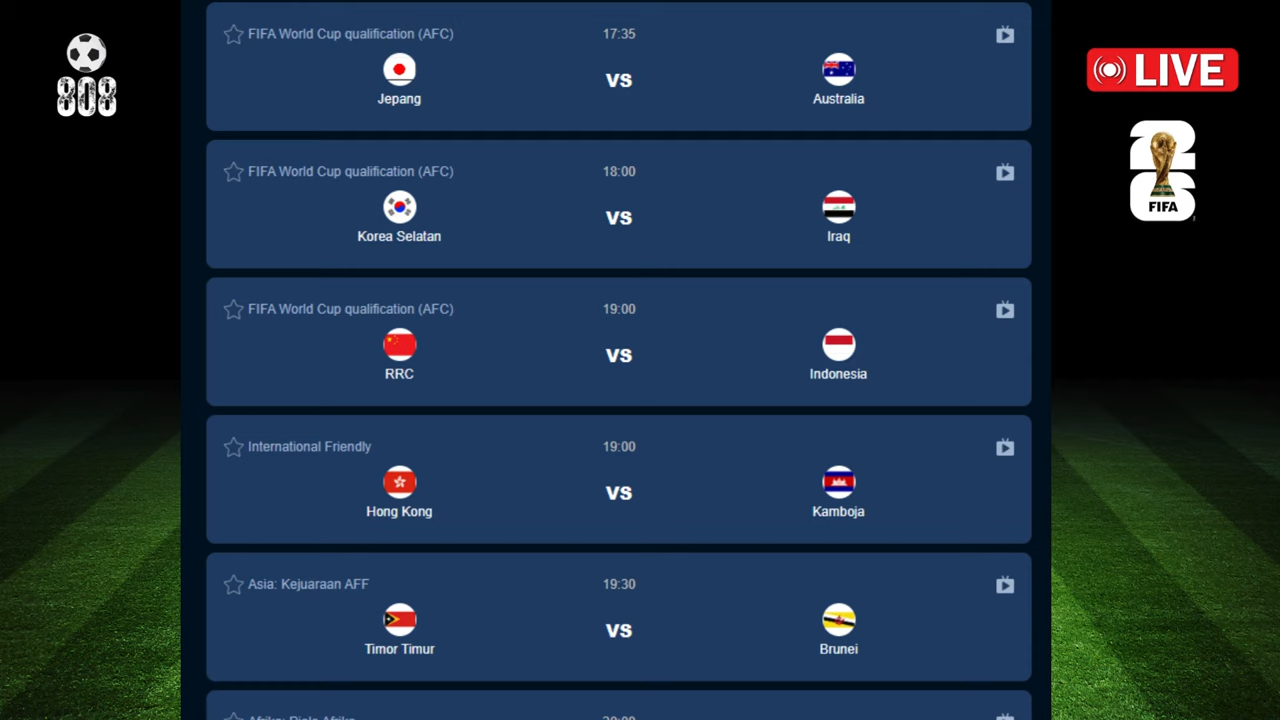 808
LIVE
FIFA
FIFA World Cup qualification (AFC)
17:35
Jepang
VS
Australia
FIFA World Cup qualification (AFC)
18:00
Korea Selatan
VS
Iraq
FIFA World Cup qualification (AFC)
19:00
RRC
VS
Indonesia
International Friendly
19:00
Hong Kong
VS
Kamboja
Asia: Kejuaraan AFF
19:30
Timor Timur
VS
Brunei